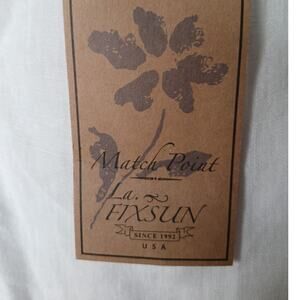 Match Point
La.
FIXSUN
SINCE 1992
USA